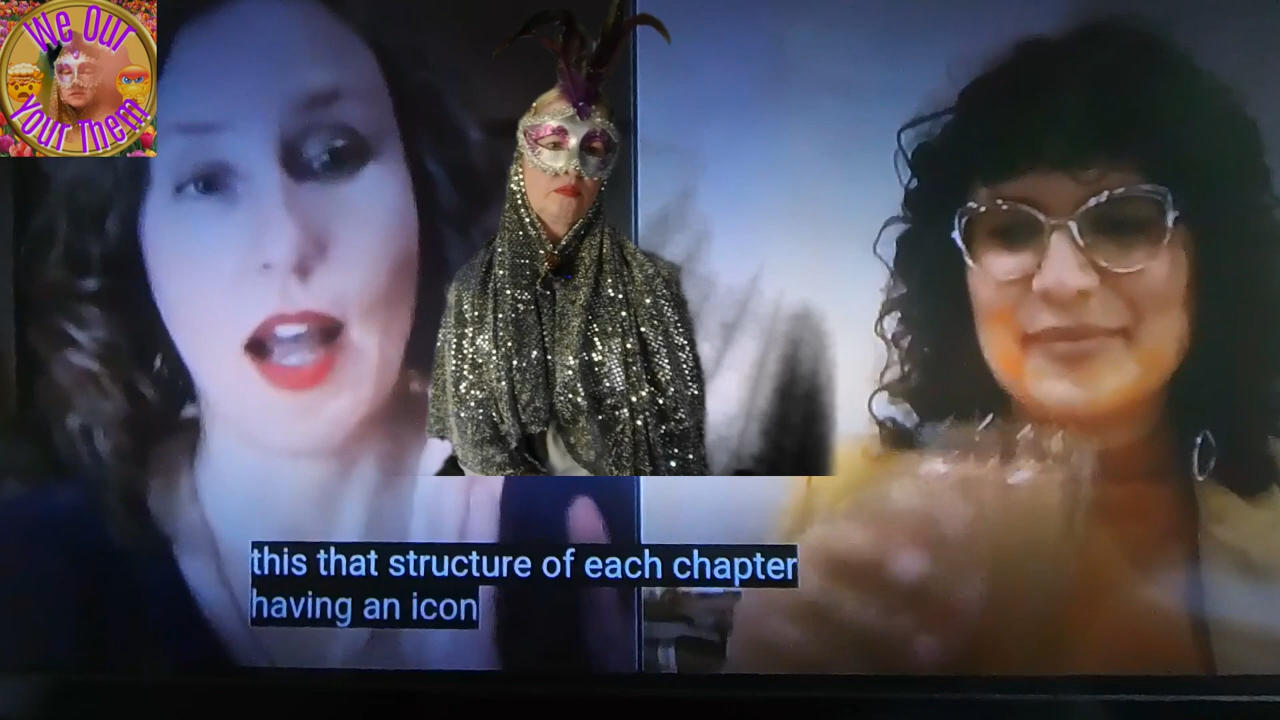 We Our
Your Them
this that structure of each chapter
having an icon